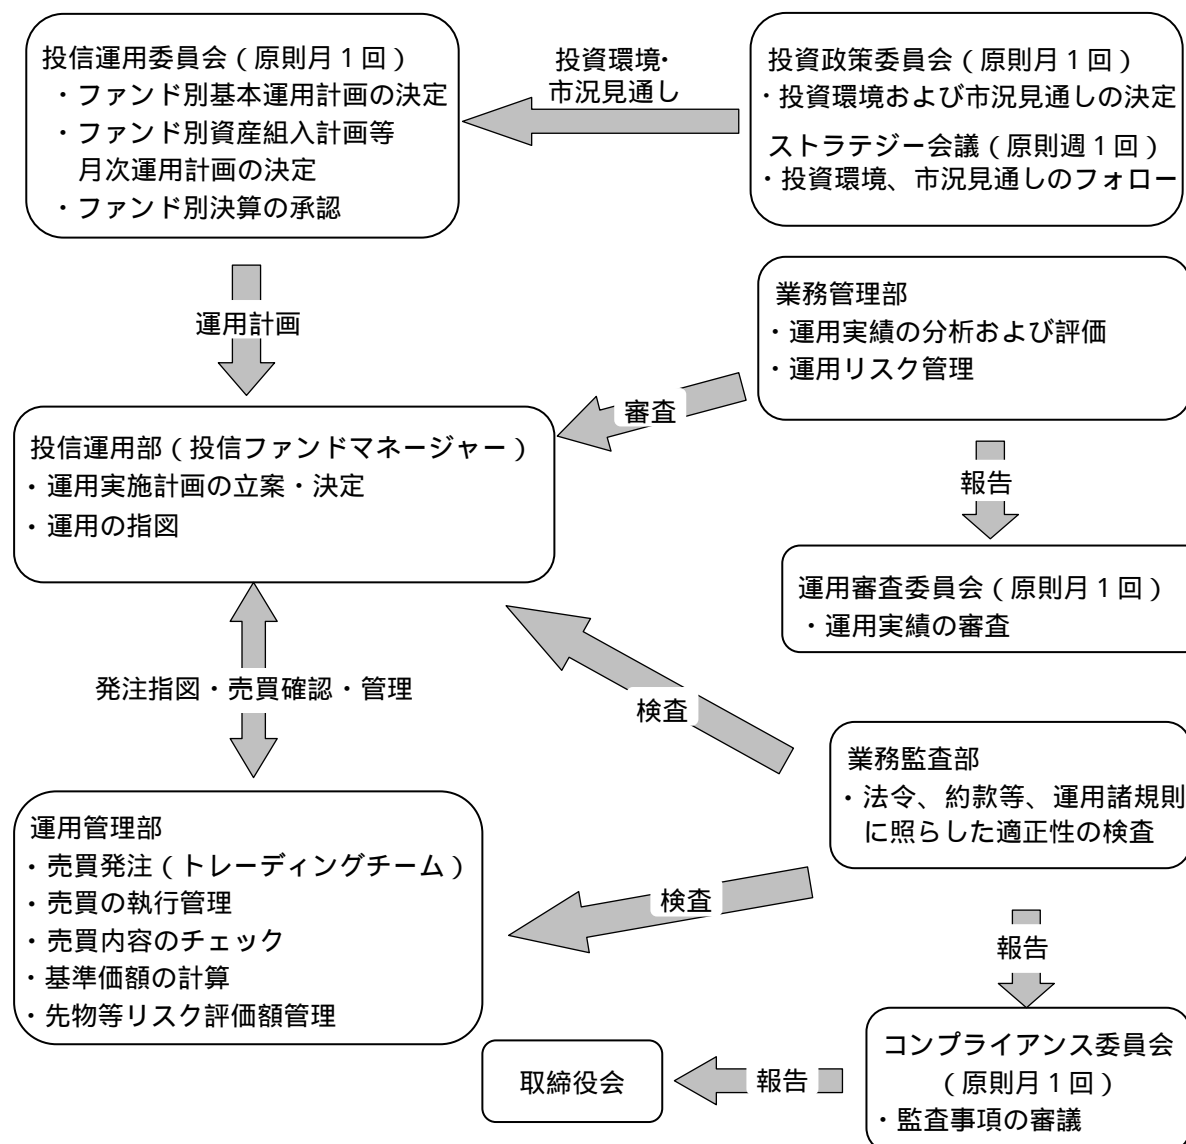 投信運用委員会（原則月１回）
・ファンド別基本運用計画の決定
・ファンド別資産組入計画等
月次運用計画の決定
・ファンド別決算の承認
投資環境・
市況見通し
投資政策委員会（原則月１回）
・投資環境および市況見通しの決定
ストラテジー会議（原則週１回）
・投資環境、市況見通しのフォロー
運用計画
業務管理部
・運用実績の分析および評価
・運用リスク管理
審査
投信運用部（投信ファンドマネージャー）
・運用実施計画の立案・決定
・運用の指図
報告
運用審査委員会（原則月１回）
・運用実績の審査
発注指図・売買確認・管理
検査
業務監査部
・法令、約款等、運用諸規則
に照らした適正性の検査
運用管理部
・売買発注（トレーディングチーム）
・売買の執行管理
・売買内容のチェック
・基準価額の計算
・先物等リスク評価額管理
検査
報告
コンプライアンス委員会
（原則月１回）
・監査事項の審議
報告
取締役会